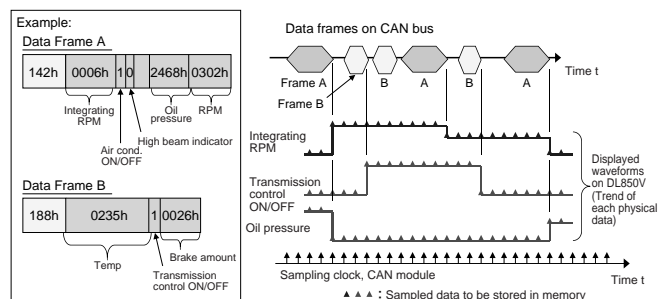 Example:
Data Frame A
142h
0006h
1
0
2468h
0302h
Integrating
RPM
Oil
pressure
RPM
High beam indicator
Air cond.
ON/OFF
Data Frame B
188h
0235h
1
0026h
Temp
Brake amount
Transmission
control ON/OFF
Data frames on CAN bus
Time t
Frame A
B
A
B
A
Frame B
Integrating
RPM
Transmission
control
ON/OFF
Oil pressure
Displayed
waveforms
on DL850V
(Trend of
each physical
data)
Sampling clock, CAN module
Time t
: Sampled data to be stored in memory